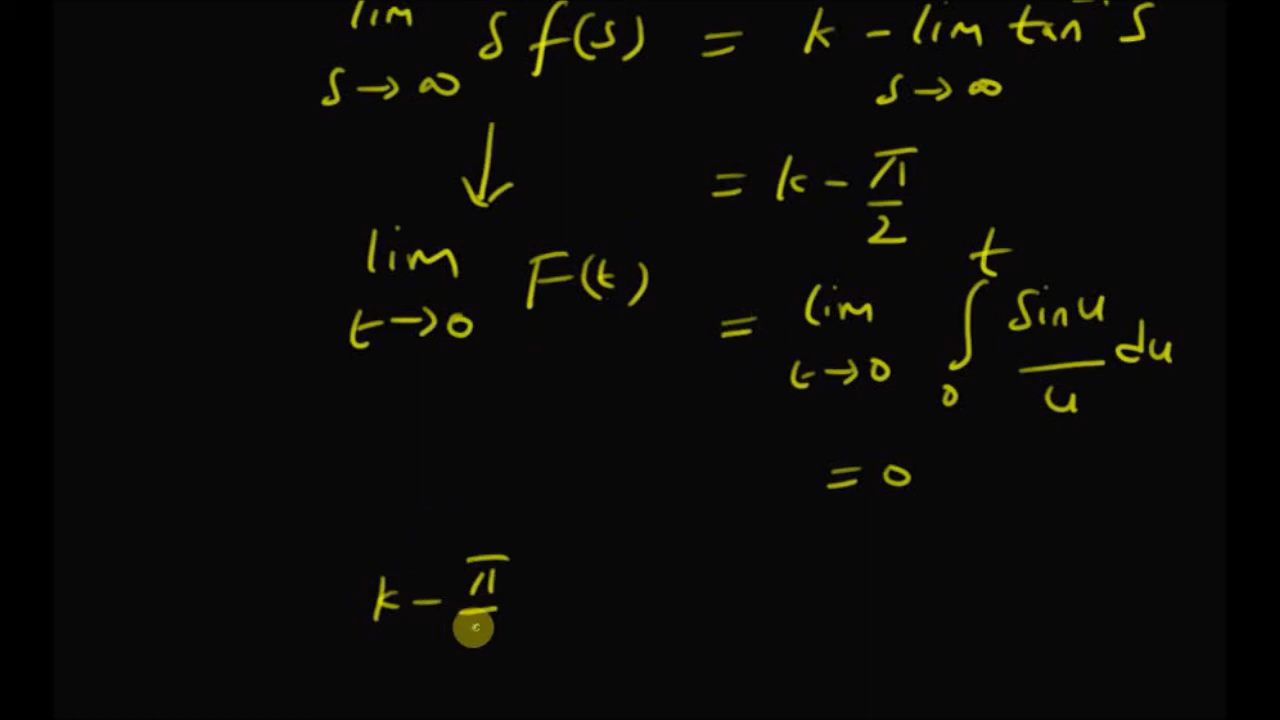 lim s→∞ s f(s) = k - lim s→∞ tan⁻ s
= k - π/2
lim t→0 F(t) = lim t→0 ∫₀ᵗ sin u / u du
= 0
k - π